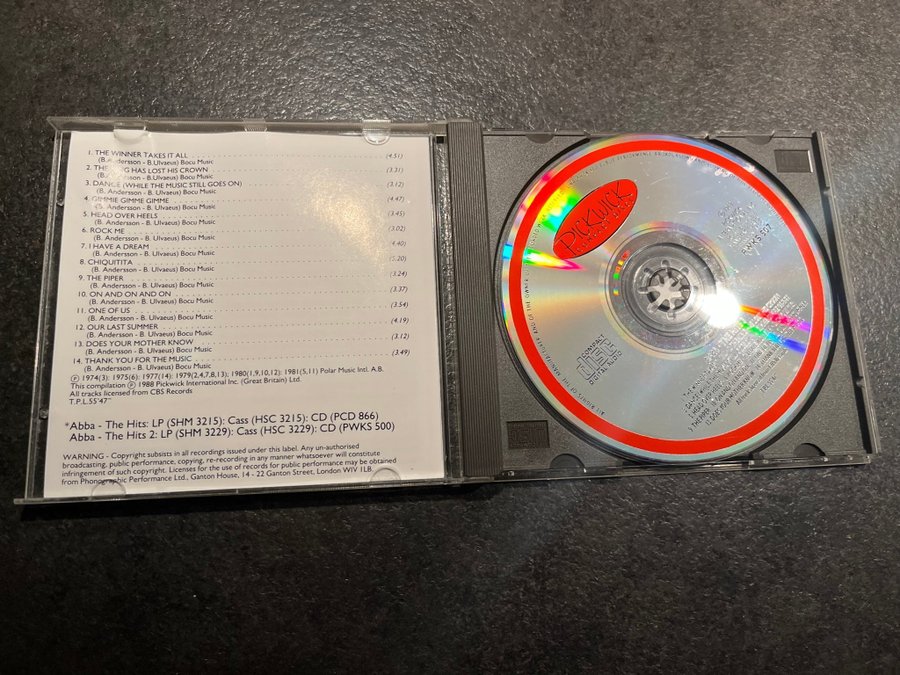 1. THE WINNER TAKES IT ALL (4.51)
(B. Andersson - B. Ulvaeus) Bocu Music
2. THE KING HAS LOST HIS CROWN (3.31)
(B. Andersson - B. Ulvaeus) Bocu Music
3. DANCE (WHILE THE MUSIC STILL GOES ON) (3.12)
(B. Andersson - B. Ulvaeus) Bocu Music
4. GIMMIE GIMME GIMME (4.47)
(B. Andersson - B. Ulvaeus) Bocu Music
5. HEAD OVER HEELS (3.45)
(B. Andersson - B. Ulvaeus) Bocu Music
6. ROCK ME (3.02)
(B. Andersson - B. Ulvaeus) Bocu Music
7. I HAVE A DREAM 4.40)
(B. Andersson - B. Ulvaeus) Bocu Music
8. CHIQUITITA (5.20)
(B. Andersson - B. Ulvaeus) Bocu Music
9. THE PIPER (3.24)
(B. Andersson - B. Ulvaeus) Bocu Music
10. ON AND ON AND ON (3.37)
(B. Andersson - B. Ulvaeus) Bocu Music
11. ONE OF US (3.54)
(B. Andersson - B. Ulvaeus) Bocu Music
12. OUR LAST SUMMER (4.19)
(B. Andersson - B. Ulvaeus) Bocu Music
13. DOES YOUR MOTHER KNOW (3.12)
(B. Andersson - B. Ulvaeus) Bocu Music
14. THANK YOU FOR THE MUSIC (3.49)
(B. Andersson - B. Ulvaeus) Bocu Music
Ⓟ 1974(3): 1975(6): 1977(14): 1979(2,4,7,8,13); 1980(1,9,10,12): 1981(5,11) Polar Music Intl. A.B.
This compilation Ⓟ 1988 Pickwick International Inc. (Great Britain) Ltd.
All tracks licensed from CBS Records
T.P.L.55'47"
*Abba - The Hits: LP (SHM 3215): Cass (HSC 3215): CD (PCD 866)
Abba - The Hits 2: LP (SHM 3229): Cass (HSC 3229): CD (PWKS 500)
WARNING - Copyright subsists in all recordings issued under this label. Any un-authorised
broadcasting, public performance, copying, re-recording in any manner whatsoever will constitute
infringement of such copyright. Licenses for the use of records for public performance may be obtained
from Phonographic Performance Ltd., Ganton House, 14 - 22 Ganton Street, London WIV 1LB.
PICKWICK
COMPACT
DIGITAL AUDIO
PWKS 507